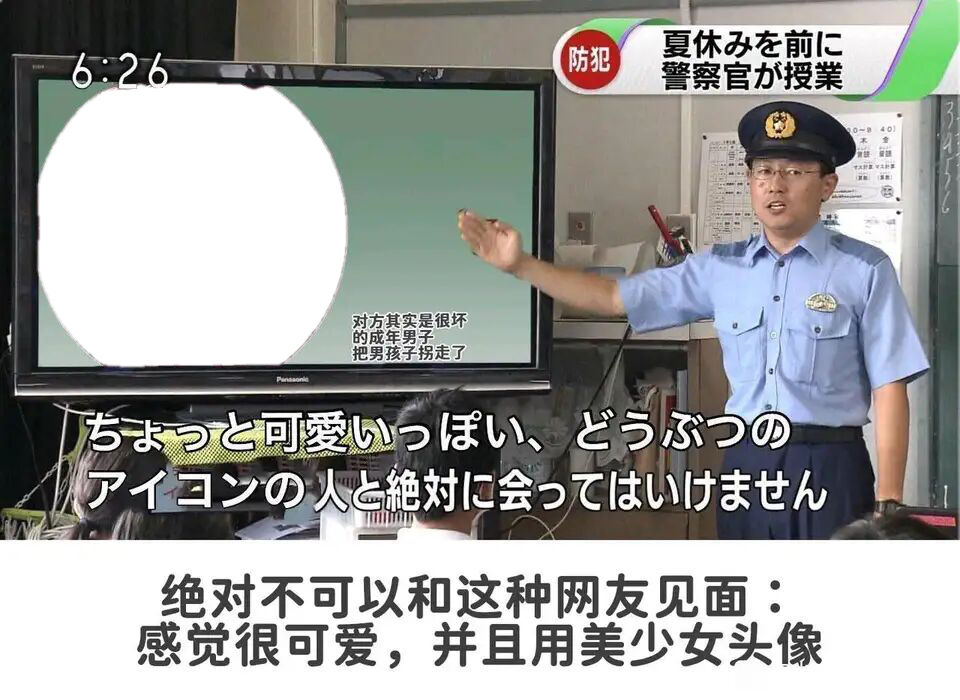 6:26
防犯
夏休みを前に
警察官が授業
木 金
对方其实是很坏
的成年男子
把男孩子拐走了
Panasonic
ちょっと可愛いっぽい、どうぶつの
アイコンの人と絶対に会ってはいけません
绝对不可以和这种网友见面：
感觉很可爱，并且用美少女头像